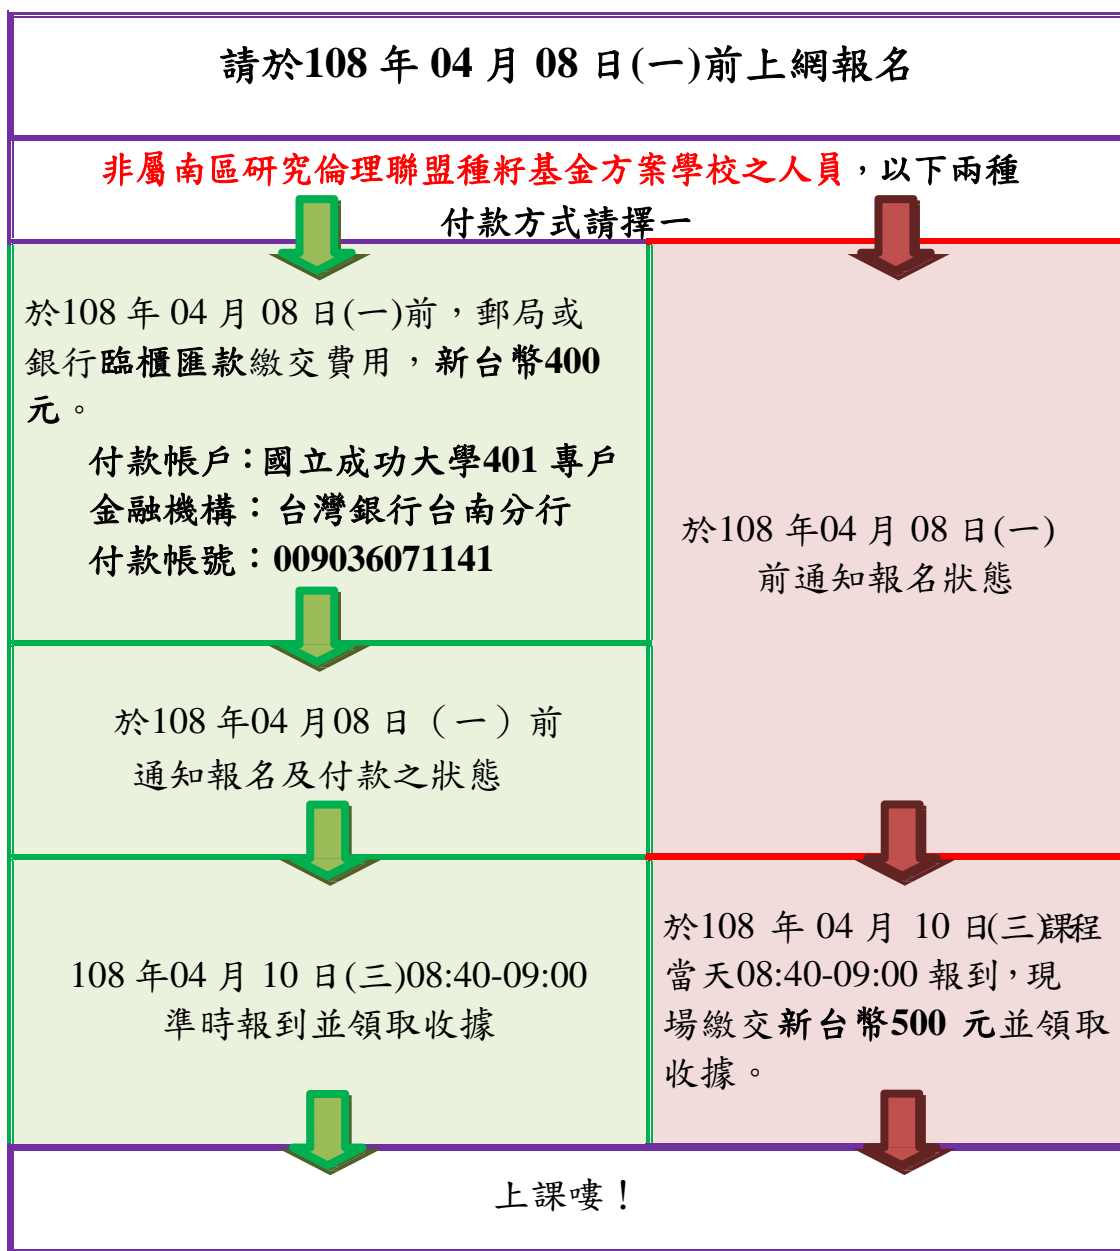 請於108 年 04 月 08 日(一)前上網報名
非屬南區研究倫理聯盟種籽基金方案學校之人員，以下兩種
付款方式請擇一
於108 年 04 月 08 日(一)前，郵局或
銀行臨櫃匯款繳交費用，新台幣400
元。
付款帳戶：國立成功大學401 專戶
金融機構：台灣銀行台南分行
付款帳號：009036071141
於108 年04 月08 日（一）前
通知報名及付款之狀態
108 年04 月 10 日(三)08:40-09:00
準時報到並領取收據
於108 年04 月 08 日(一)
前通知報名狀態
於108 年 04 月 10 日(三)課程
當天08:40-09:00 報到，現
場繳交新台幣500 元並領取
收據。
上課嘍！